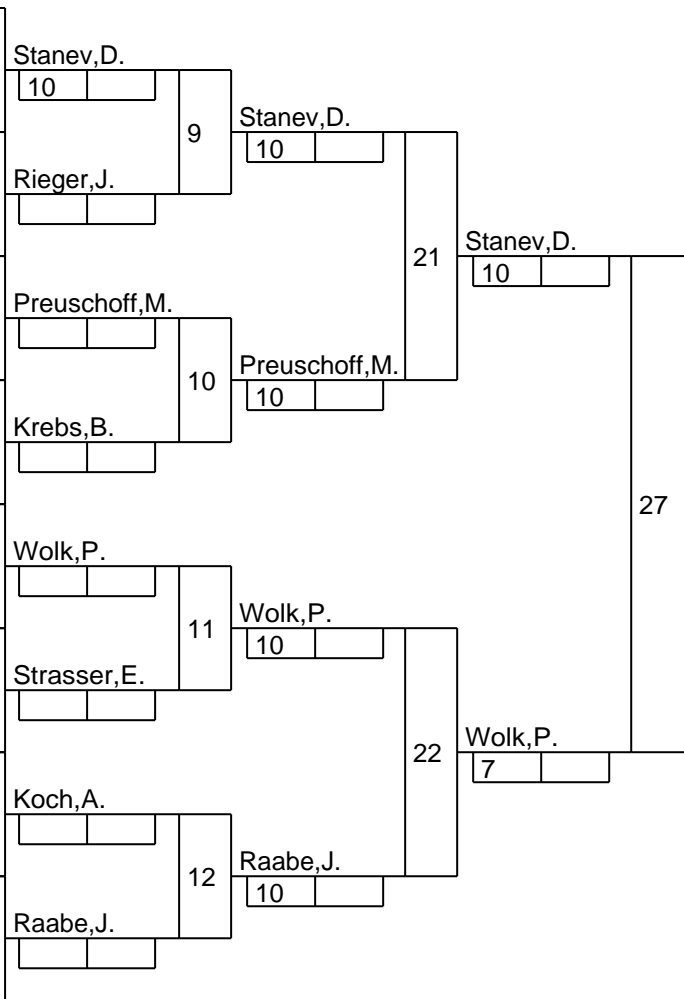 Stanev,D.
10
9
Stanev,D.
10
Rieger,J.
21
Stanev,D.
10
Preuschoff,M.
10
Preuschoff,M.
10
Krebs,B.
27
Wolk,P.
11
Wolk,P.
10
Strasser,E.
22
Wolk,P.
7
Koch,A.
12
Raabe,J.
10
Raabe,J.